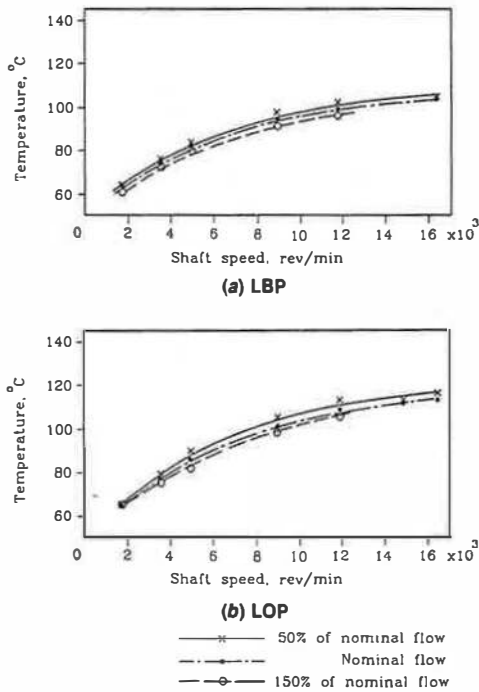 140
120
100
80
60
Temperature, °C
0 2 4 6 8 10 12 14 16 x10³
Shaft speed, rev/min
(a) LBP
140
120
100
80
60
Temperature, °C
0 2 4 6 8 10 12 14 16 x10³
Shaft speed, rev/min
(b) LOP
50% of nominal flow
Nominal flow
150% of nominal flow